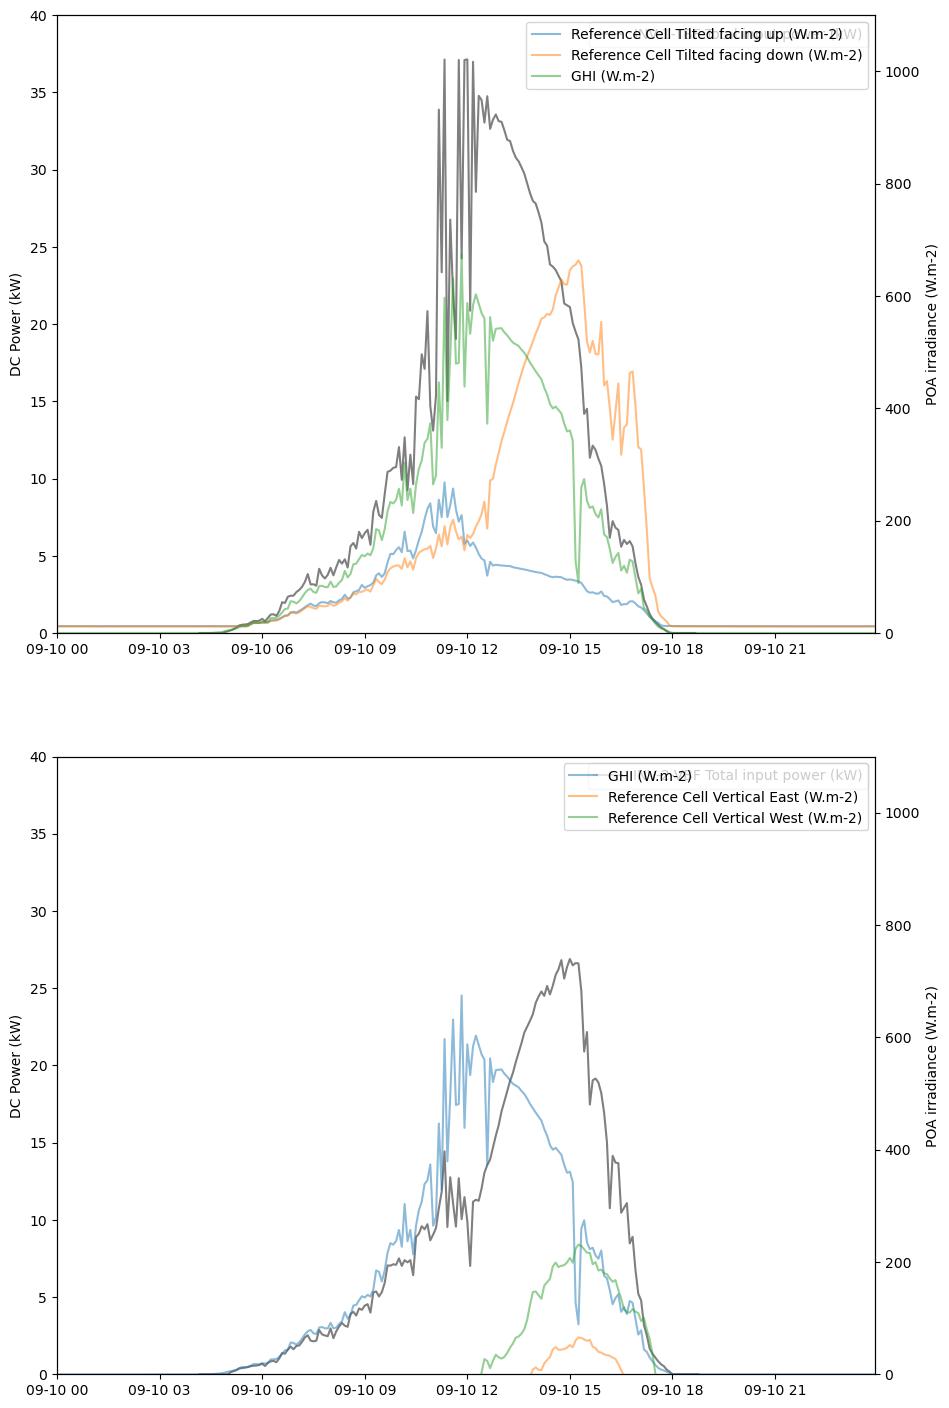 40
35
30
25
20
15
10
5
0
DC Power (kW)
Reference Cell Tilted facing up (W.m-2)
Reference Cell Tilted facing down (W.m-2)
GHI (W.m-2)
1000
800
600
400
200
0
POA irradiance (W.m-2)
09-10 00 09-10 03 09-10 06 09-10 09 09-10 12 09-10 15 09-10 18 09-10 21
40
35
30
25
20
15
10
5
0
DC Power (kW)
GHI (W.m-2)
Total input power (kW)
Reference Cell Vertical East (W.m-2)
Reference Cell Vertical West (W.m-2)
1000
800
600
400
200
0
POA irradiance (W.m-2)
09-10 00 09-10 03 09-10 06 09-10 09 09-10 12 09-10 15 09-10 18 09-10 21